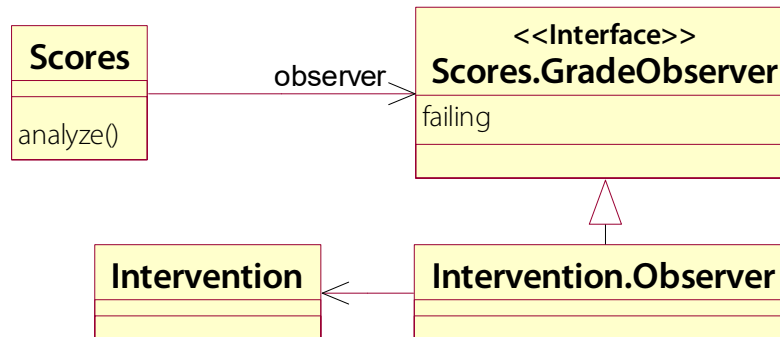 Scores
analyze()
observer
<<Interface>>
Scores.GradeObserver
failing
Intervention
Intervention.Observer